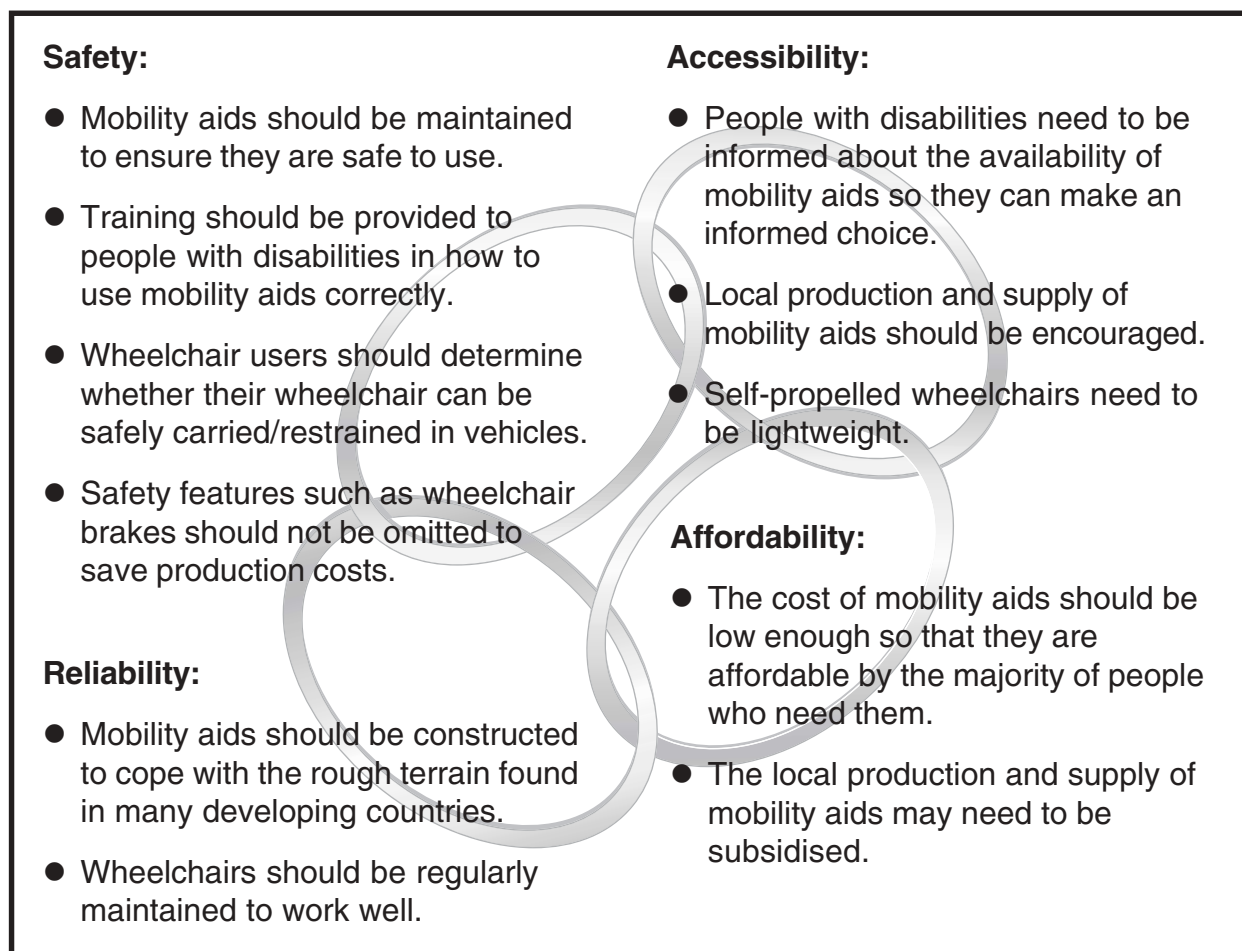 Safety:
● Mobility aids should be maintained
to ensure they are safe to use.
● Training should be provided to
people with disabilities in how to
use mobility aids correctly.
● Wheelchair users should determine
whether their wheelchair can be
safely carried/restrained in vehicles.
● Safety features such as wheelchair
brakes should not be omitted to
save production costs.
Reliability:
● Mobility aids should be constructed
to cope with the rough terrain found
in many developing countries.
● Wheelchairs should be regularly
maintained to work well.
Accessibility:
● People with disabilities need to be
informed about the availability of
mobility aids so they can make an
informed choice.
● Local production and supply of
mobility aids should be encouraged.
● Self-propelled wheelchairs need to
be lightweight.
Affordability:
● The cost of mobility aids should be
low enough so that they are
affordable by the majority of people
who need them.
● The local production and supply of
mobility aids may need to be
subsidised.